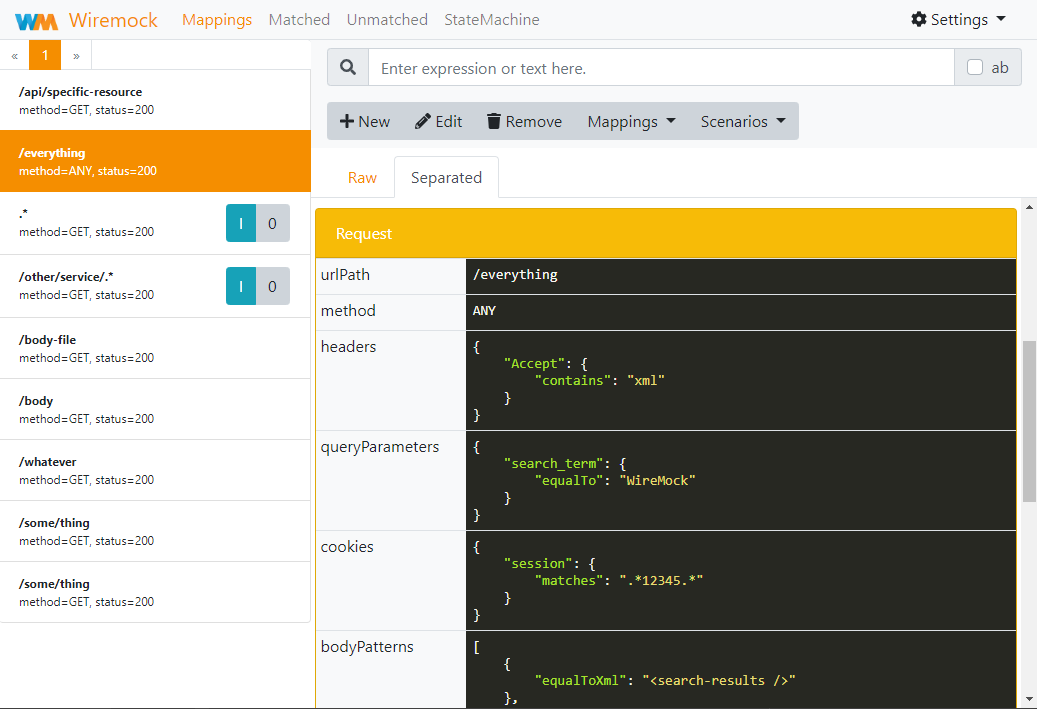 WM Wiremock Mappings Matched Unmatched StateMachine Settings
« 1 »
/api/specific-resource
method=GET, status=200
/everything
method=ANY, status=200
.*
method=GET, status=200
I 0
/other/service/.*
method=GET, status=200
I 0
/body-file
method=GET, status=200
/body
method=GET, status=200
/whatever
method=GET, status=200
/some/thing
method=GET, status=200
/some/thing
method=GET, status=200
Enter expression or text here. ab
New Edit Remove Mappings Scenarios
Raw Separated
Request
urlPath /everything
method ANY
headers {
"Accept": {
"contains": "xml"
}
}
queryParameters {
"search_term": {
"equalTo": "WireMock"
}
}
cookies {
"session": {
"matches": ".*12345.*"
}
}
bodyPatterns [
{
"equalToXml": "<search-results />"
},